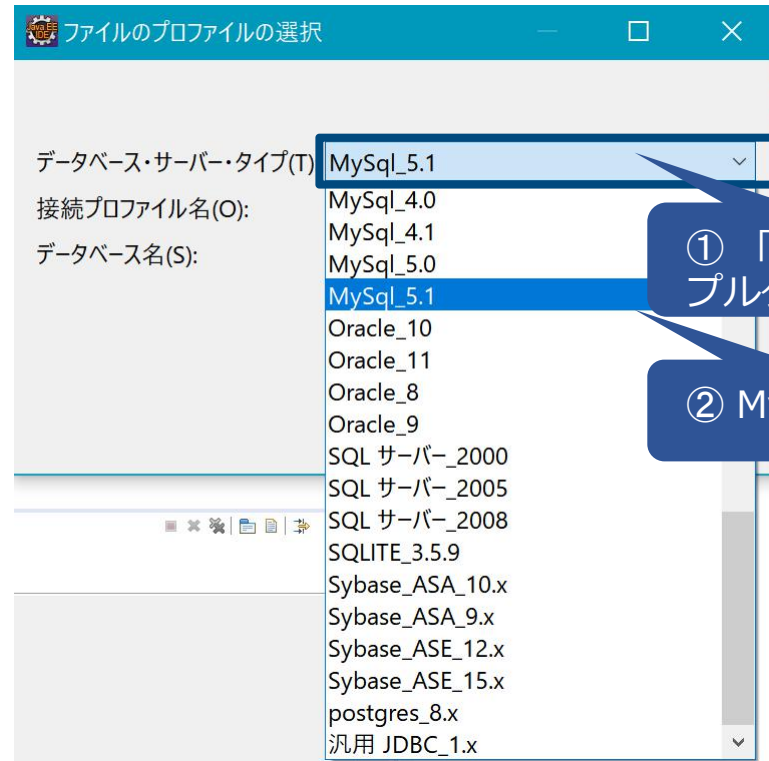 ファイルのプロファイルの選択
データベース・サーバー・タイプ(T)
MySql_5.1
接続プロファイル名(O):
データベース名(S):
MySql_4.0
MySql_4.1
MySql_5.0
MySql_5.1
Oracle_10
Oracle_11
Oracle_8
Oracle_9
SQL サーバー_2000
SQL サーバー_2005
SQL サーバー_2008
SQLITE_3.5.9
Sybase_ASA_10.x
Sybase_ASA_9.x
Sybase_ASE_12.x
Sybase_ASE_15.x
postgres_8.x
汎用 JDBC_1.x
① 「
プル
② M